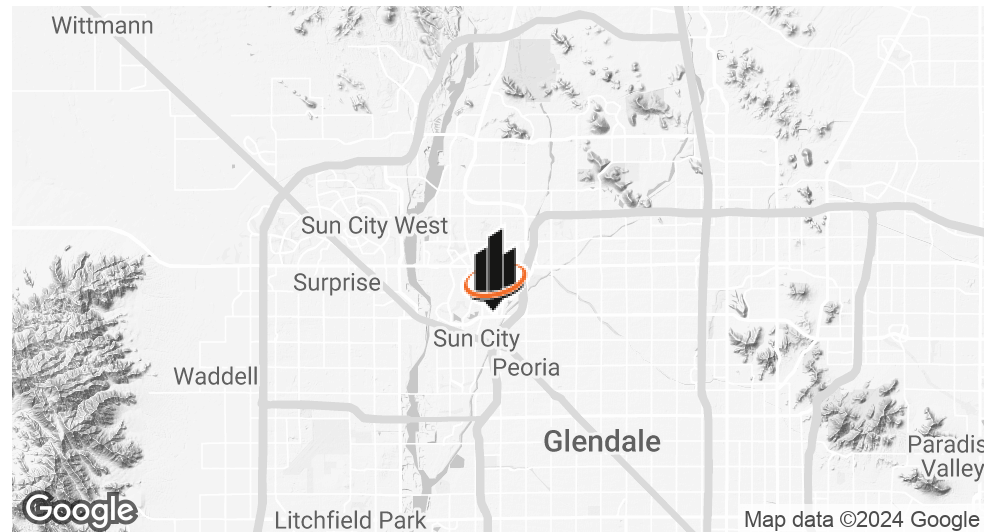 Wittmann
Sun City West
Surprise
Sun City
Peoria
Waddell
Glendale
Paradis
Valley
Google
Litchfield Park
Map data ©2024 Google